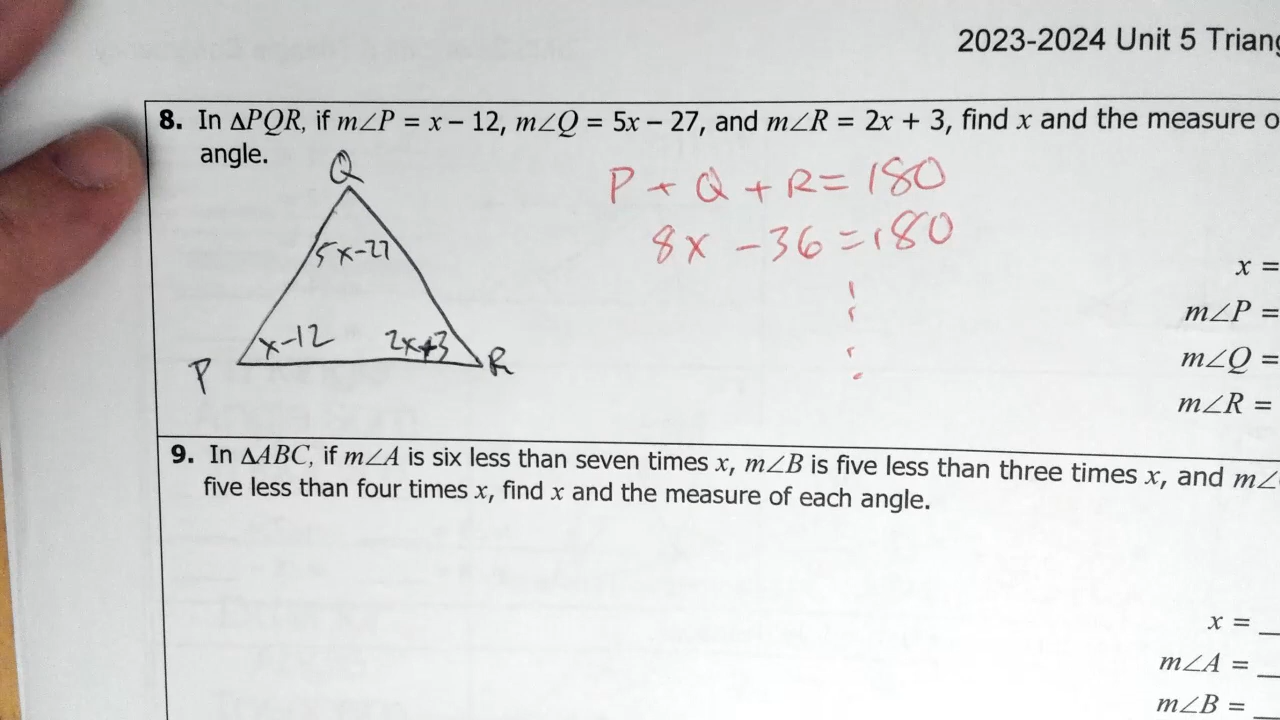 2023-2024 Unit 5 Triang
8. In ΔPQR, if m∠P = x – 12, m∠Q = 5x – 27, and m∠R = 2x + 3, find x and the measure o
angle.
Q
P + Q + R = 180
8x - 36 = 180
5x-27
x =
m∠P =
x-12 2x+3
m∠Q =
P R
m∠R =
9. In ΔABC, if m∠A is six less than seven times x, m∠B is five less than three times x, and m∠
five less than four times x, find x and the measure of each angle.
x = _
m∠A = _
m∠B = _